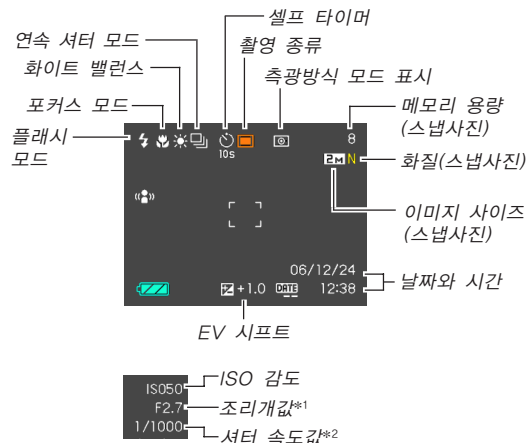 셀프 타이머
연속 셔터 모드
촬영 종류
화이트 밸런스
측광방식 모드 표시
포커스 모드
메모리 용량
(스냅사진)
플래시
모드
8
10s
2M N
화질(스냅사진)
이미지 사이즈
(스냅사진)
06/12/24
+1.0
DATE
12:38
날짜와 시간
EV 시프트
ISO50
ISO 감도
F2.7
조리개값*1
1/1000
셔터 속도값*2